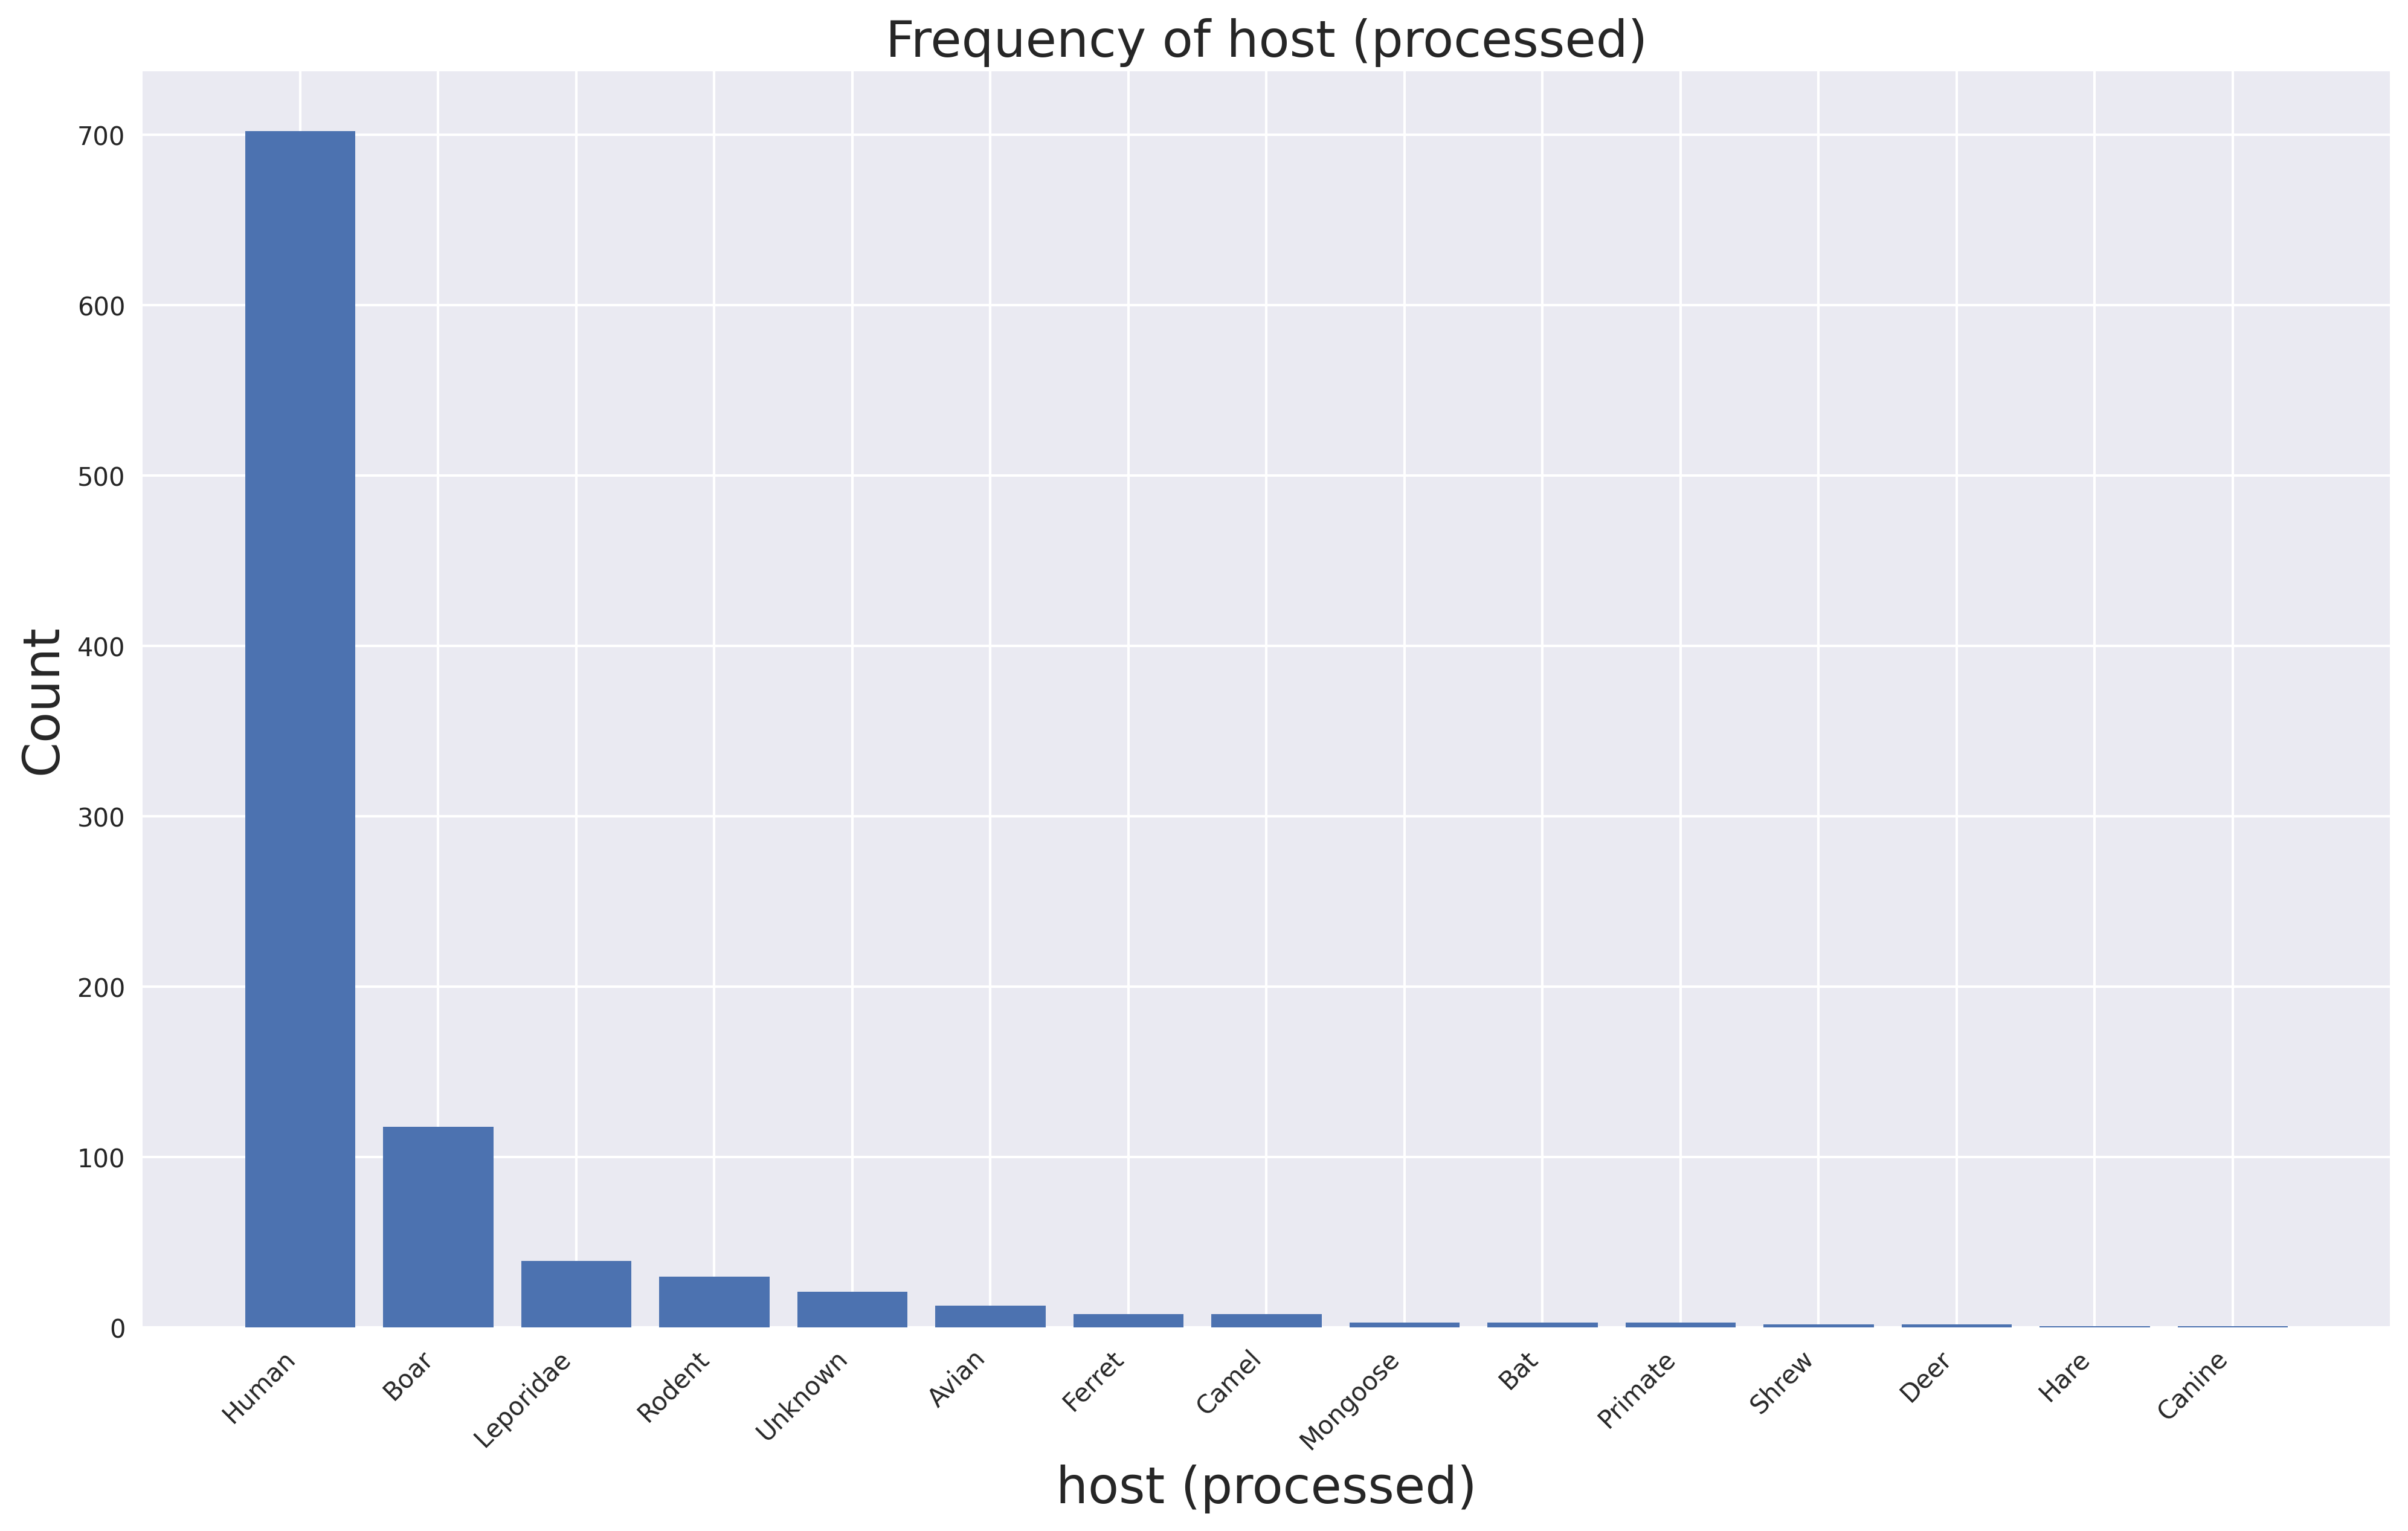 Frequency of host (processed)
700
600
500
400
300
200
100
0
Count
Human
Boar
Leporidae
Rodent
Unknown
Avian
Ferret
Camel
Mongoose
Bat
Primate
Shrew
Deer
Hare
Canine
host (processed)